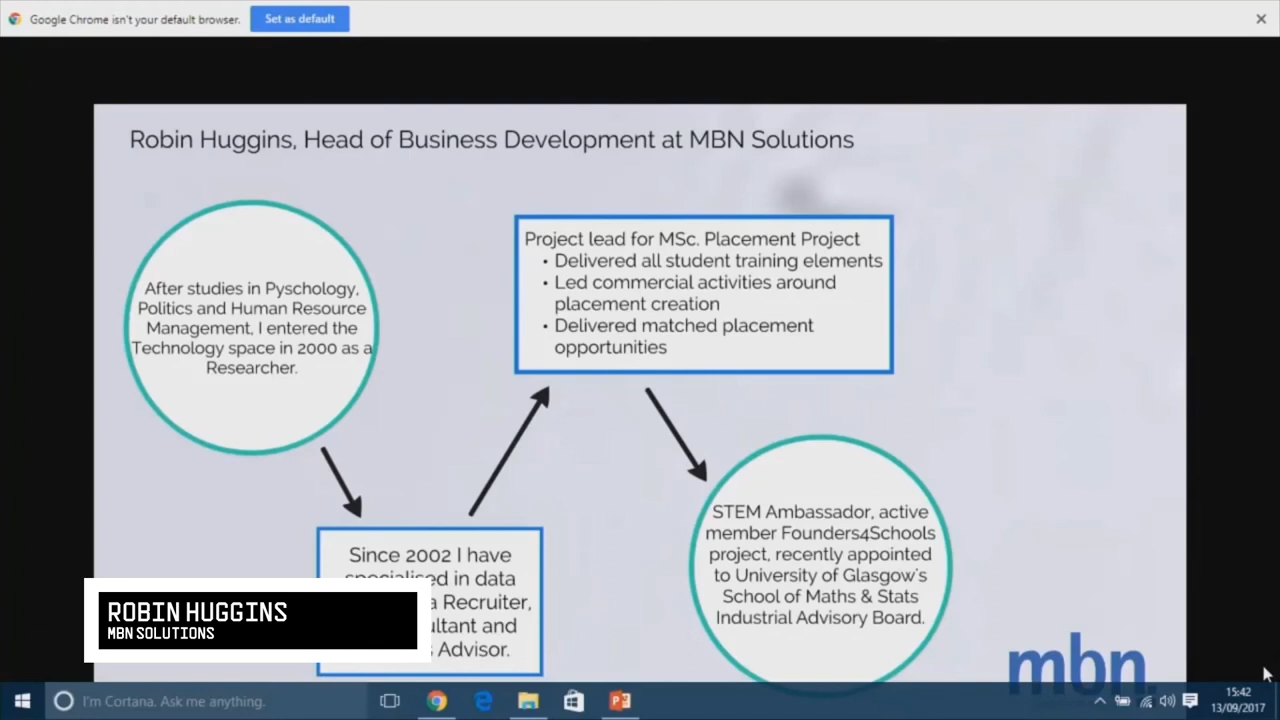 Google Chrome isn't your default browser.
Set as default
Robin Huggins, Head of Business Development at MBN Solutions
After studies in Pyschology,
Politics and Human Resource
Management, I entered the
Technology space in 2000 as a
Researcher.
Project lead for MSc. Placement Project
• Delivered all student training elements
• Led commercial activities around
placement creation
• Delivered matched placement
opportunities
Since 2002 I have
specialised in data
a Recruiter,
and
Advisor.
STEM Ambassador, active
member Founders4Schools
project, recently appointed
to University of Glasgow's
School of Maths & Stats
Industrial Advisory Board.
ROBIN HUGGINS
MBN SOLUTIONS
mbn
I'm Cortana. Ask me anything.
15:42
13/09/2017